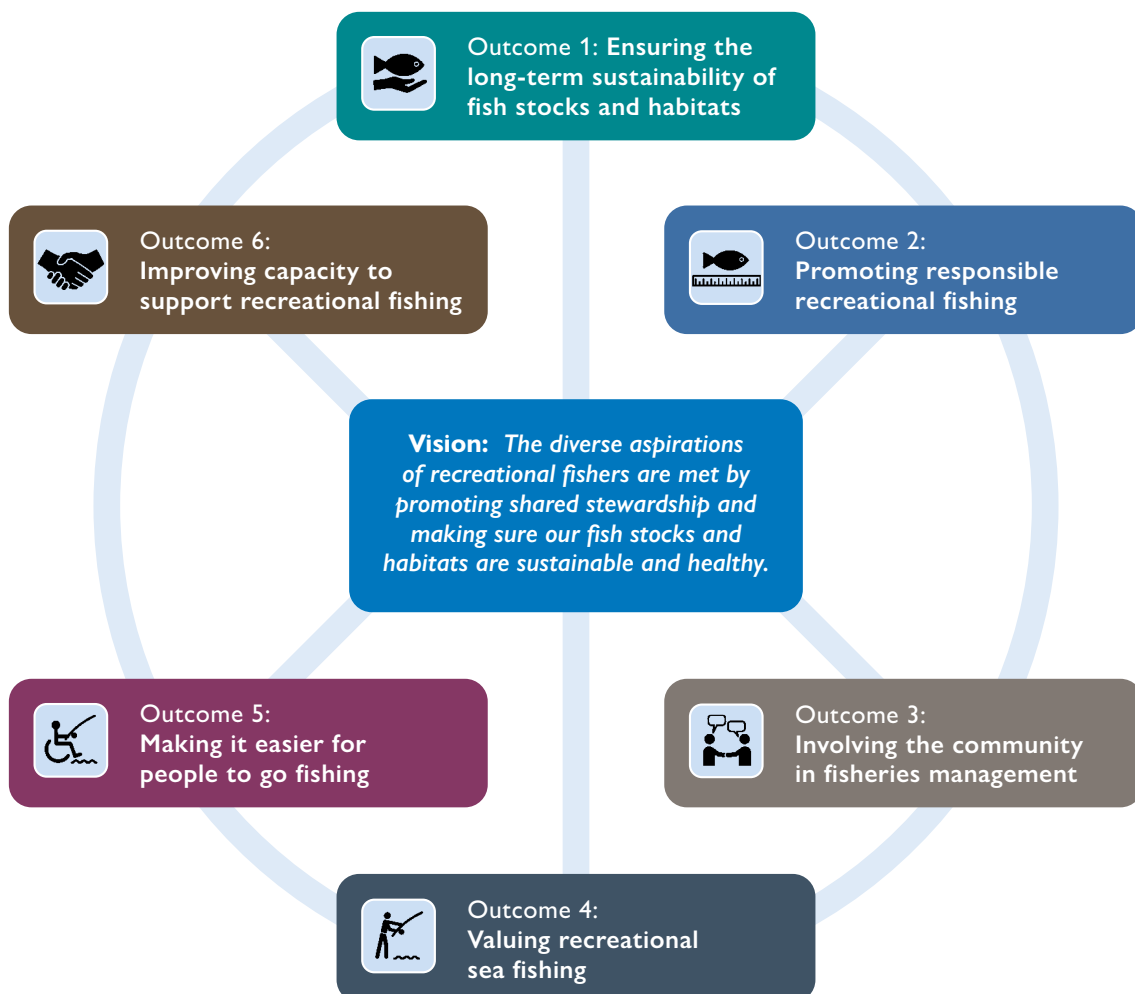 Outcome 1: Ensuring the
long-term sustainability of
fish stocks and habitats
Outcome 6:
Improving capacity to
support recreational fishing
Outcome 2:
Promoting responsible
recreational fishing
Vision: The diverse aspirations
of recreational fishers are met by
promoting shared stewardship and
making sure our fish stocks and
habitats are sustainable and healthy.
Outcome 5:
Making it easier for
people to go fishing
Outcome 3:
Involving the community
in fisheries management
Outcome 4:
Valuing recreational
sea fishing